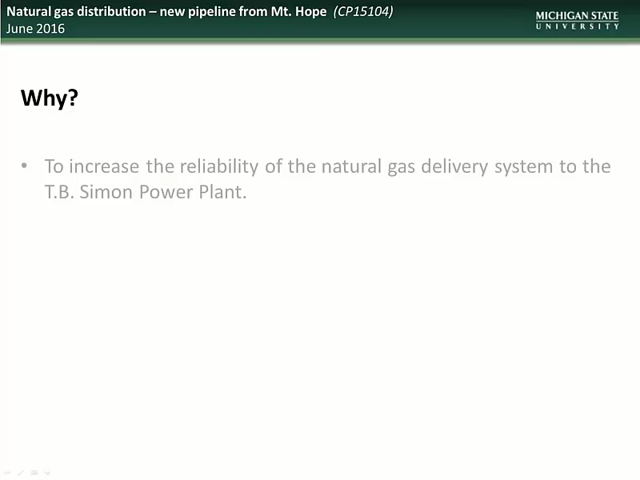 Natural gas distribution – new pipeline from Mt. Hope (CP15104)
June 2016
MICHIGAN STATE
UNIVERSITY
Why?
• To increase the reliability of the natural gas delivery system to the
T.B. Simon Power Plant.